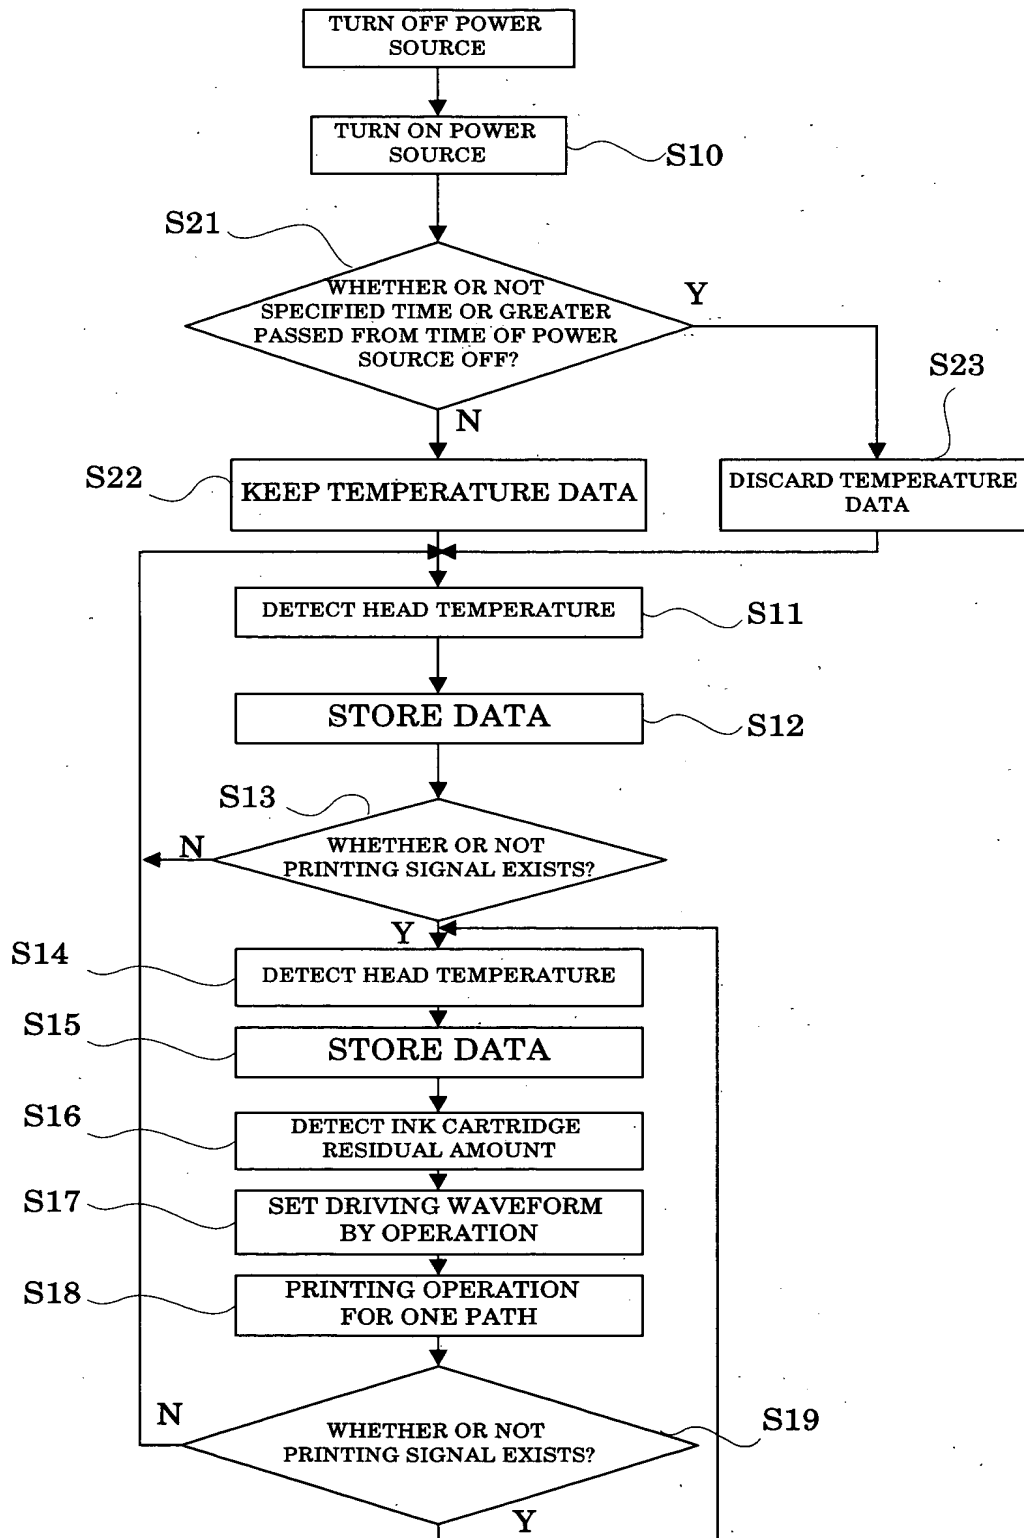 TURN OFF POWER
SOURCE
TURN ON POWER
SOURCE
S10
S21
WHETHER OR NOT
SPECIFIED TIME OR GREATER
PASSED FROM TIME OF POWER
SOURCE OFF?
Y
N
S23
S22
KEEP TEMPERATURE DATA
DISCARD TEMPERATURE
DATA
DETECT HEAD TEMPERATURE
S11
STORE DATA
S12
S13
WHETHER OR NOT
PRINTING SIGNAL EXISTS?
N
Y
S14
DETECT HEAD TEMPERATURE
S15
STORE DATA
S16
DETECT INK CARTRIDGE
RESIDUAL AMOUNT
S17
SET DRIVING WAVEFORM
BY OPERATION
S18
PRINTING OPERATION
FOR ONE PATH
N
WHETHER OR NOT
PRINTING SIGNAL EXISTS?
S19
Y